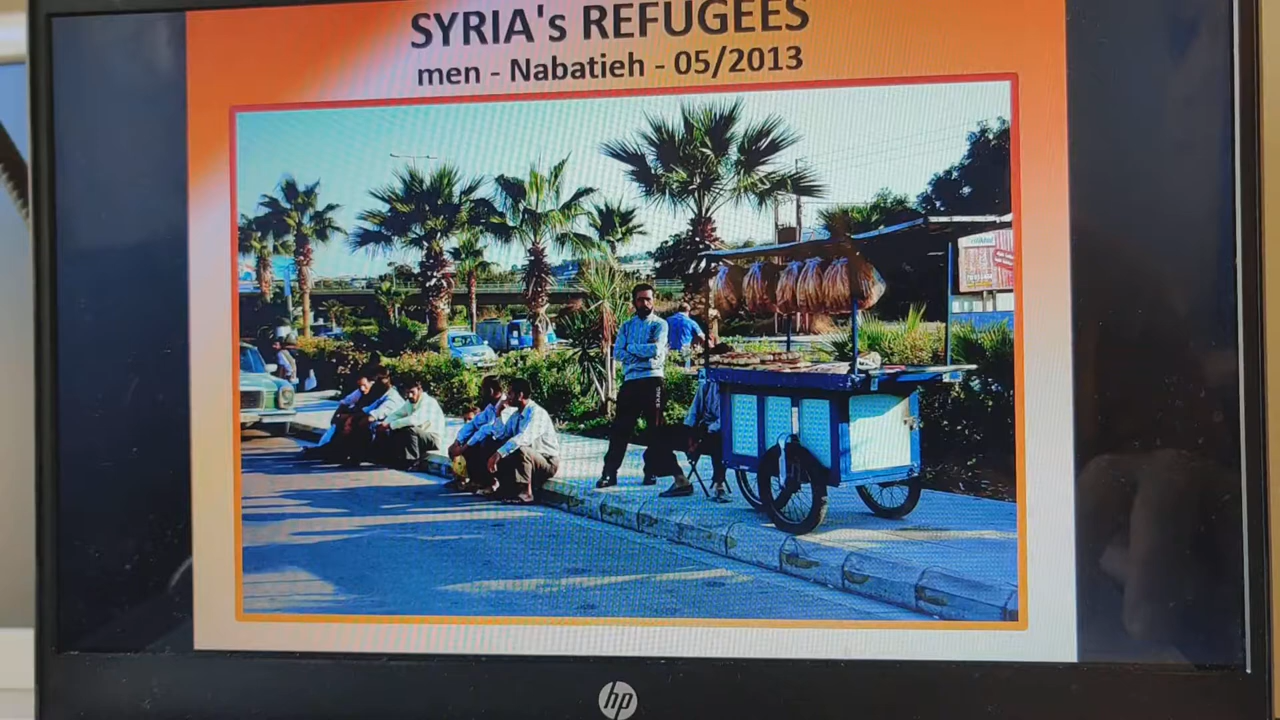 SYRIA's REFUGEES
men - Nabatieh - 05/2013
hp